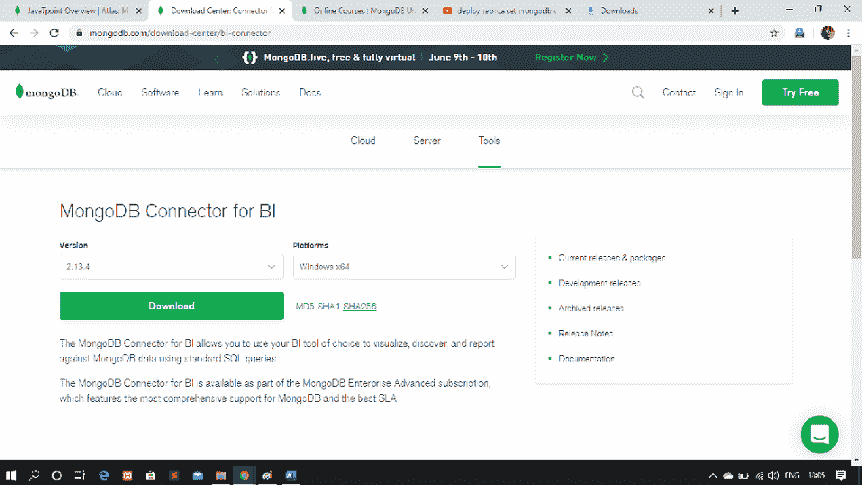 JavaTpoint Overview | Atlas: M
Download Center: Connector
Online Courses | MongoDB Un
deploy replica set mongodb w
Downloads
mongodb.com/download-center/bi-connector
MongoDB.live, free & fully virtual | June 9th - 10th
Register Now
mongoDB.
Cloud
Software
Learn
Solutions
Docs
Contact
Sign In
Try Free
Cloud
Server
Tools
MongoDB Connector for BI
Version
Platforms
2.13.4
Windows x64
Download
MD5 SHA1 SHA256
The MongoDB Connector for BI allows you to use your BI tool of choice to visualize, discover, and report
against MongoDB data using standard SQL queries.
The MongoDB Connector for BI is available as part of the MongoDB Enterprise Advanced subscription,
which features the most comprehensive support for MongoDB and the best SLA.
Current releases & packages
Development releases
Archived releases
Release Notes
Documentation
ENG